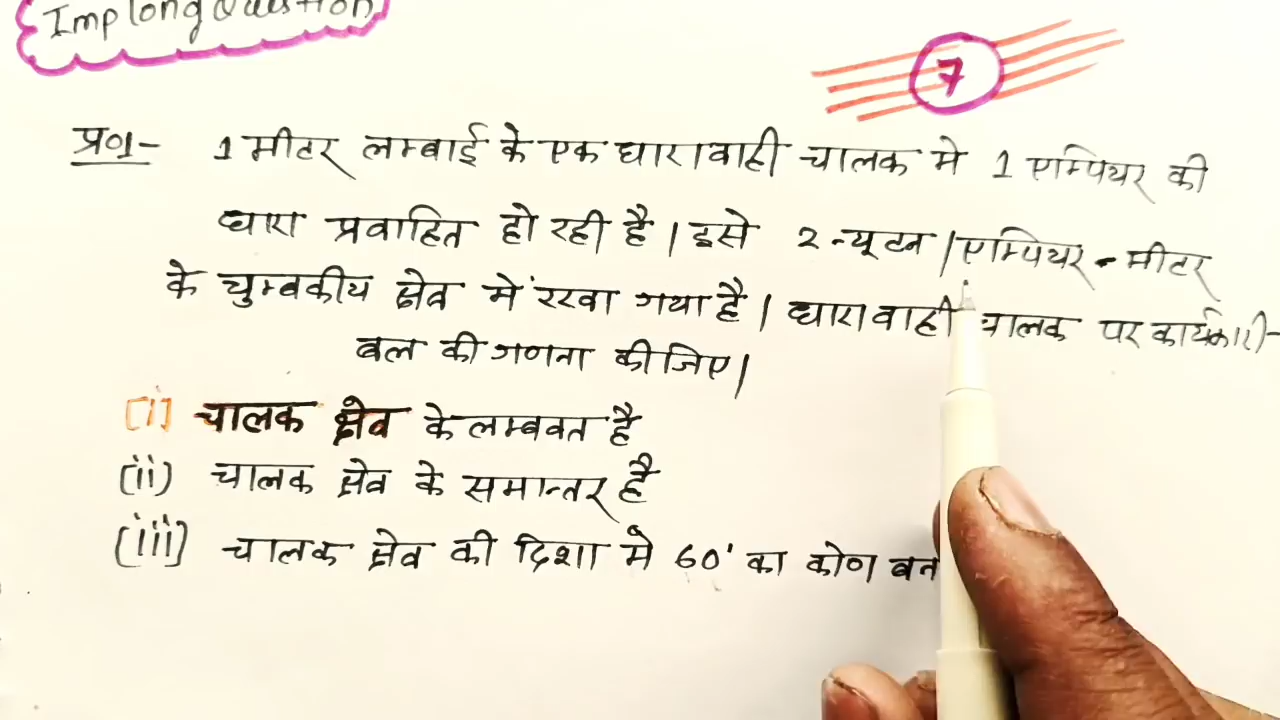 Imp long Question
7
प्र०1- 1 मीटर लम्बाई के एक धारावाही चालक मे 1 एम्पियर की
धारा प्रवाहित हो रही है। इसे 2 न्यूटन/एम्पियर-मीटर
के चुम्बकीय क्षेत्र में रखा गया है। धारावाही चालक पर कार्यकारी-
बल की गणना कीजिए।
(i) चालक क्षेत्र के लम्बवत है
(ii) चालक क्षेत्र के समान्तर है
(iii) चालक क्षेत्र की दिशा मे 60° का कोण